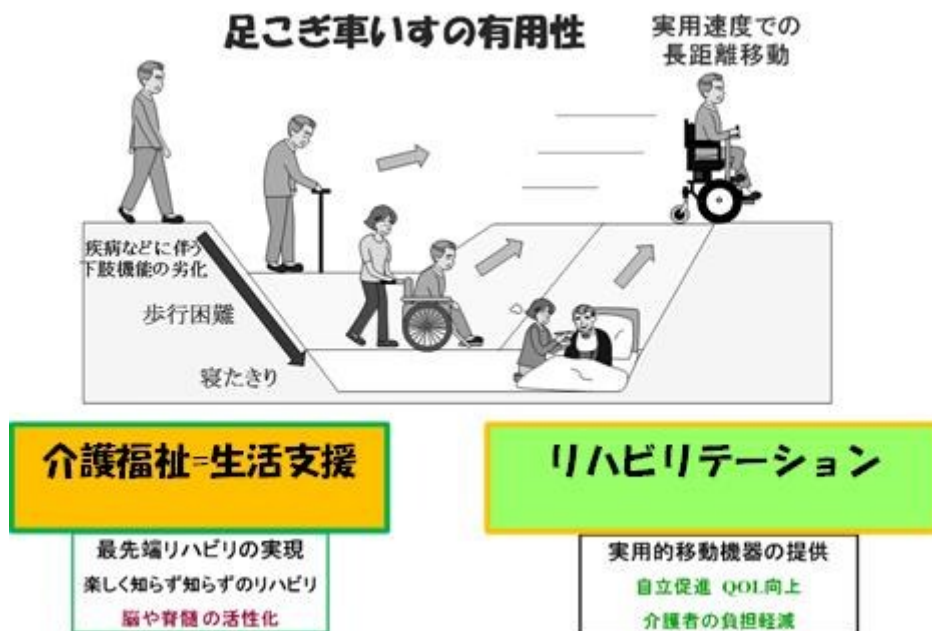 足こぎ車いすの有用性
実用速度での
長距離移動
疾病などに伴う
下肢機能の劣化
歩行困難
寝たきり
介護福祉=生活支援
最先端リハビリの実現
楽しく知らず知らずのリハビリ
脳や脊髄の活性化
リハビリテーション
実用的移動機器の提供
自立促進 QOL向上
介護者の負担軽減